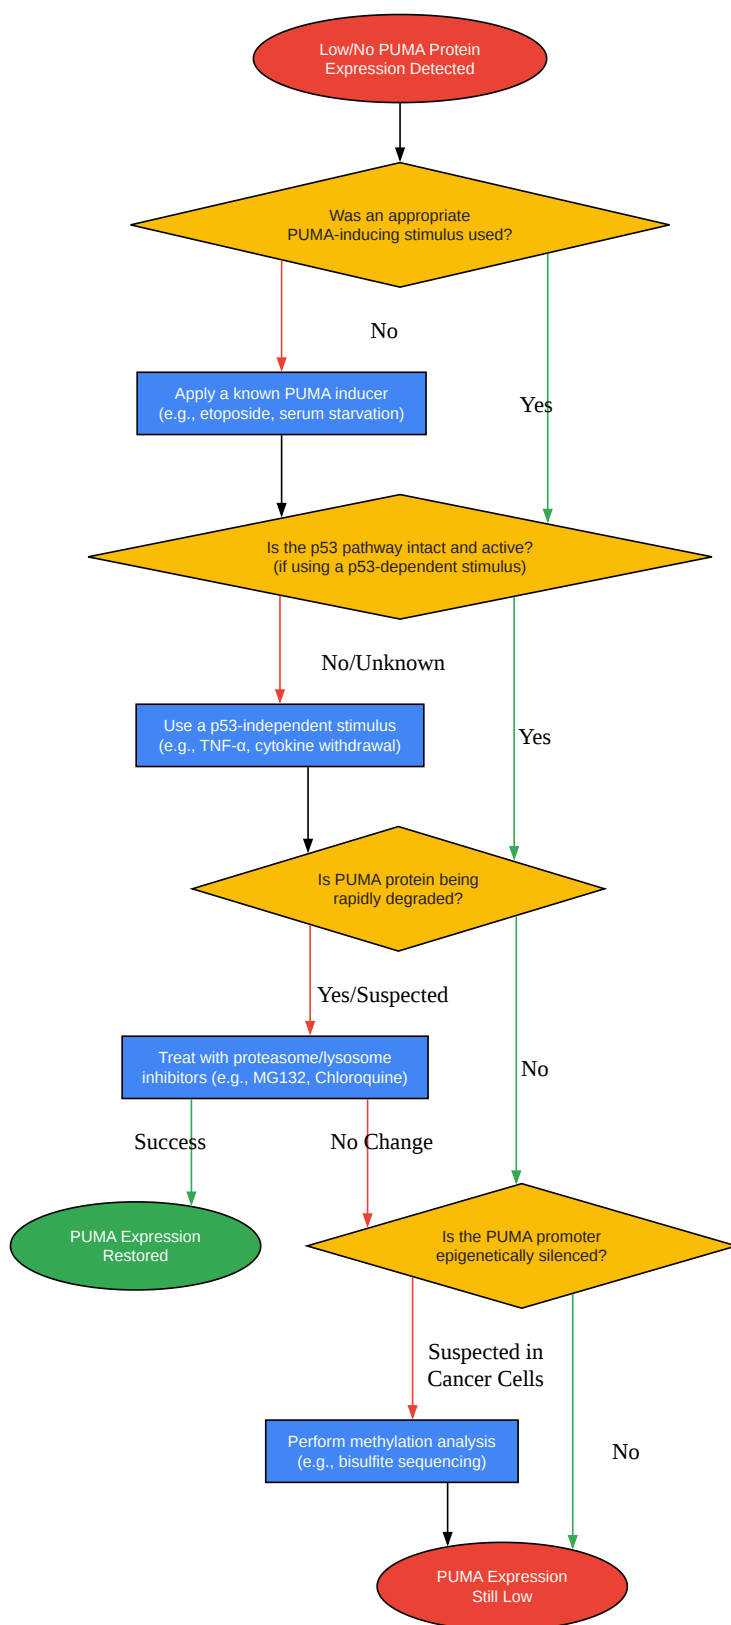 Low/No PUMA Protein
Expression Detected
Was an appropriate
PUMA-inducing stimulus used?
No
Apply a known PUMA inducer
(e.g., etoposide, serum starvation)
Yes
Is the p53 pathway intact and active?
(if using a p53-dependent stimulus)
No/Unknown
Use a p53-independent stimulus
(e.g., TNF-α, cytokine withdrawal)
Yes
Is PUMA protein being
rapidly degraded?
Yes/Suspected
Treat with proteasome/lysosome
inhibitors (e.g., MG132, Chloroquine)
No
Success
No Change
PUMA Expression
Restored
Is the PUMA promoter
epigenetically silenced?
Suspected in
Cancer Cells
Perform methylation analysis
(e.g., bisulfite sequencing)
No
PUMA Expression
Still Low